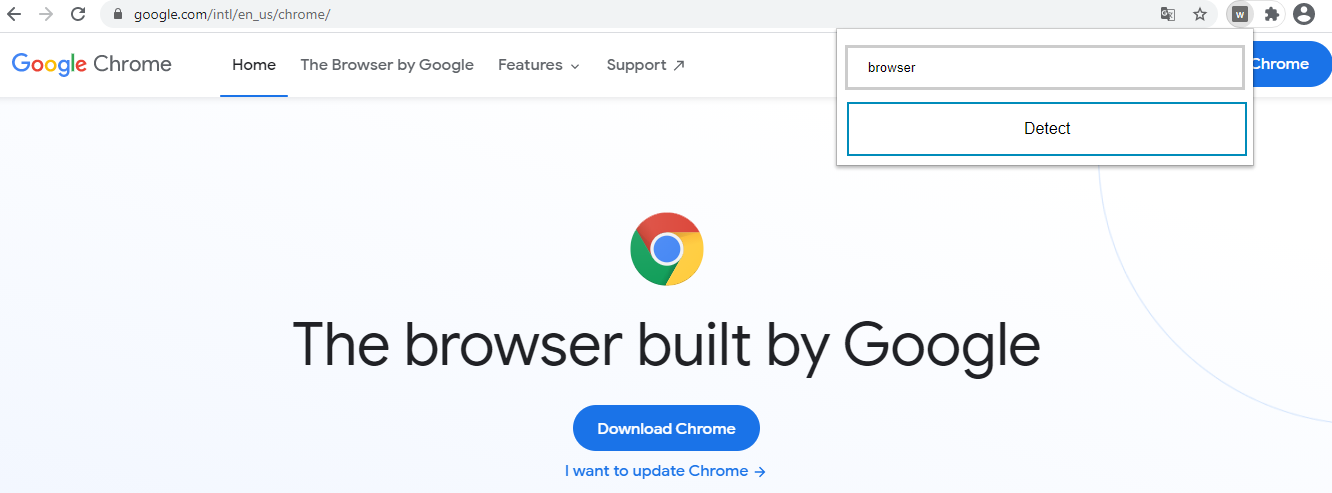 google.com/intl/en_us/chrome/
W
Google Chrome Home The Browser by Google Features Support Chrome
browser
Detect
The browser built by Google
Download Chrome
I want to update Chrome